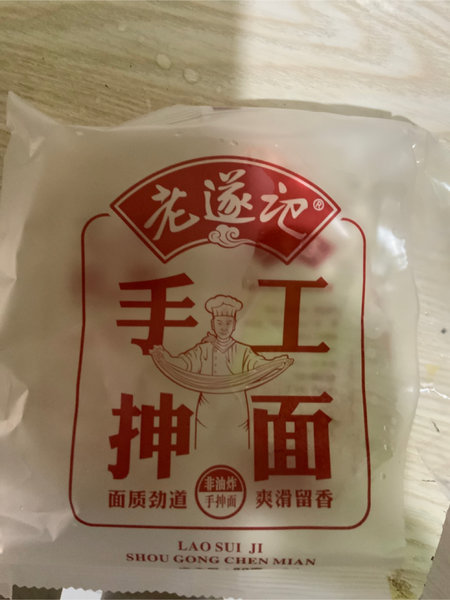 老遂记®
手工
抻面
面质劲道 非油炸 手抻面 爽滑留香
LAO SUI JI
SHOU GONG CHEN MIAN